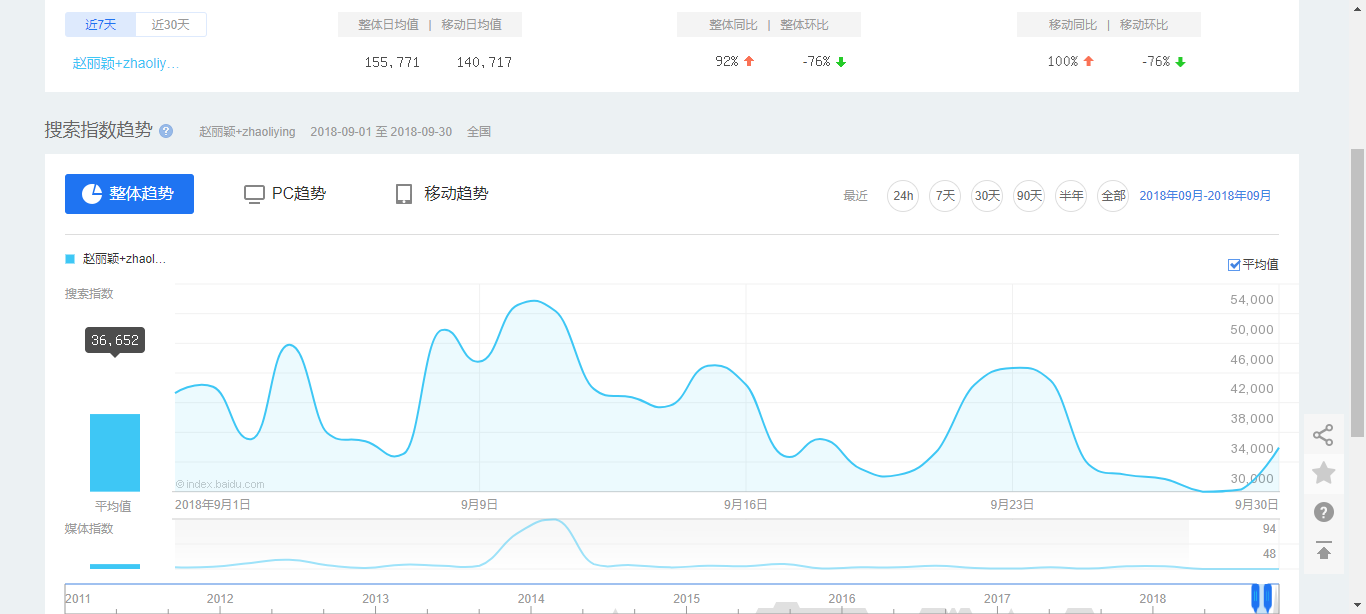 近7天 近30天 整体日均值 | 移动日均值 整体同比 | 整体环比 移动同比 | 移动环比
赵丽颖+zhaoliy… 155,771 140,717 92% -76% 100% -76%
搜索指数趋势 ? 赵丽颖+zhaoliying 2018-09-01 至 2018-09-30 全国
整体趋势 PC趋势 移动趋势 最近 24h 7天 30天 90天 半年 全部 2018年09月-2018年09月
赵丽颖+zhaol… 平均值
搜索指数
54,000
50,000
36,652
46,000
42,000
38,000
34,000
30,000
©index.baidu.com
平均值 2018年9月1日 9月9日 9月16日 9月23日 9月30日
媒体指数 94
48
2011 2012 2013 2014 2015 2016 2017 2018
?